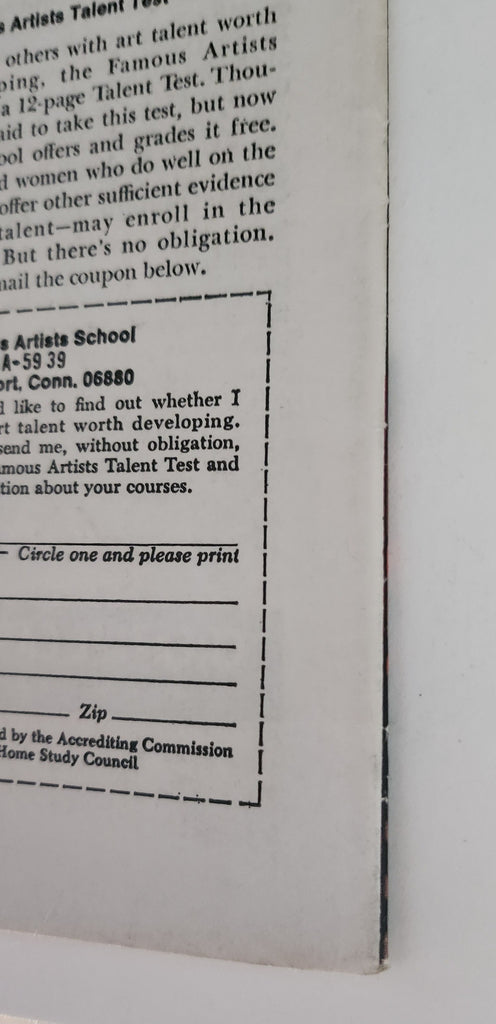 s Artists Talent Test
others with art talent worth
ping, the Famous Artists
a 12-page Talent Test. Thou-
aid to take this test, but now
ool offers and grades it free.
d women who do well on the
offer other sufficient evidence
talent—may enroll in the
But there's no obligation.
nail the coupon below.
s Artists School
A-59 39
ort, Conn. 06880
d like to find out whether I
rt talent worth developing.
send me, without obligation,
mous Artists Talent Test and
tion about your courses.
Circle one and please print
Zip
d by the Accrediting Commission
Home Study Council